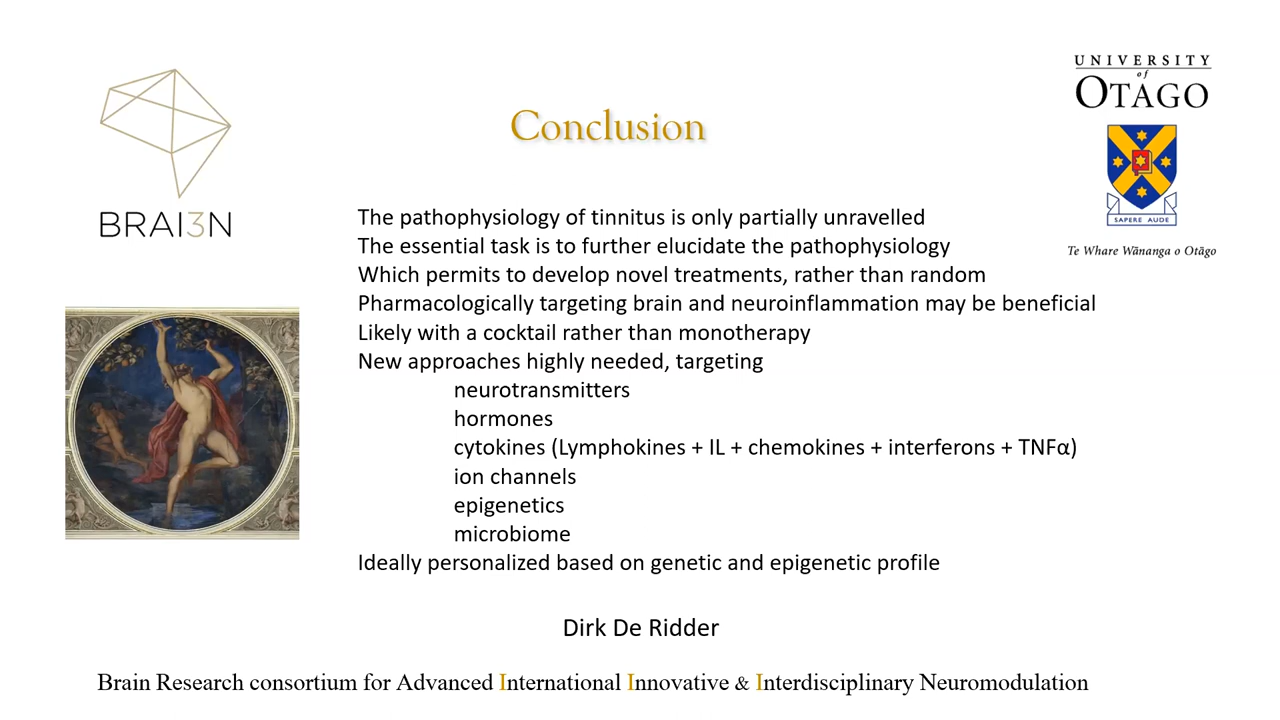 UNIVERSITY
of
OTAGO
SAPERE AUDE
Te Whare Wānanga o Otāgo
BRAI3N
Conclusion
The pathophysiology of tinnitus is only partially unravelled
The essential task is to further elucidate the pathophysiology
Which permits to develop novel treatments, rather than random
Pharmacologically targeting brain and neuroinflammation may be beneficial
Likely with a cocktail rather than monotherapy
New approaches highly needed, targeting
neurotransmitters
hormones
cytokines (Lymphokines + IL + chemokines + interferons + TNFα)
ion channels
epigenetics
microbiome
Ideally personalized based on genetic and epigenetic profile
Dirk De Ridder
Brain Research consortium for Advanced International Innovative & Interdisciplinary Neuromodulation